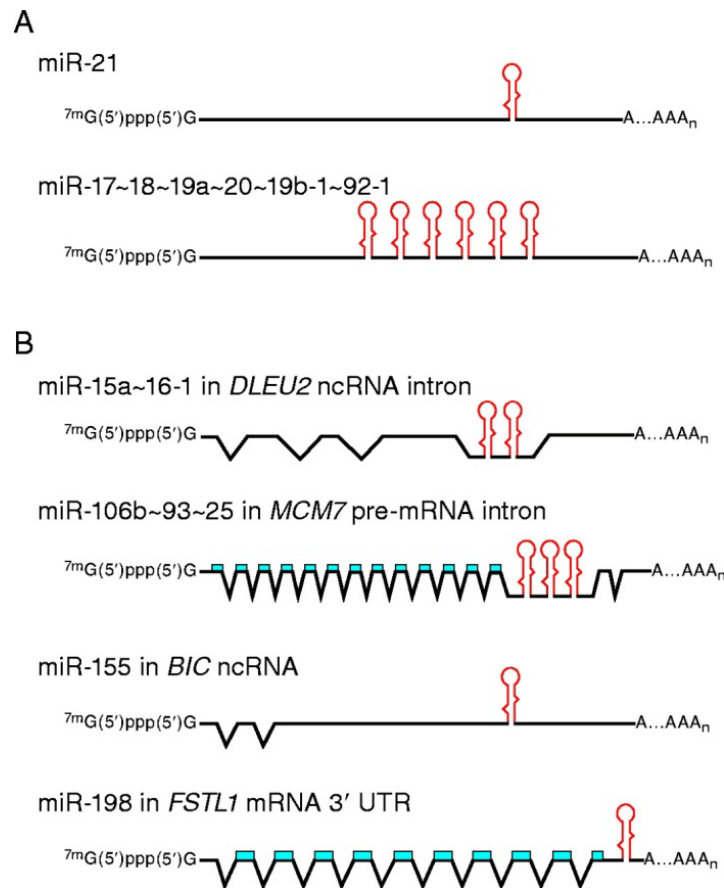 A
miR-21
7mG(5′)ppp(5′)G A...AAAn
miR-17~18~19a~20~19b-1~92-1
7mG(5′)ppp(5′)G A...AAAn
B
miR-15a~16-1 in DLEU2 ncRNA intron
7mG(5′)ppp(5′)G A...AAAn
miR-106b~93~25 in MCM7 pre-mRNA intron
7mG(5′)ppp(5′)G A...AAAn
miR-155 in BIC ncRNA
7mG(5′)ppp(5′)G A...AAAn
miR-198 in FSTL1 mRNA 3′ UTR
7mG(5′)ppp(5′)G A...AAAn